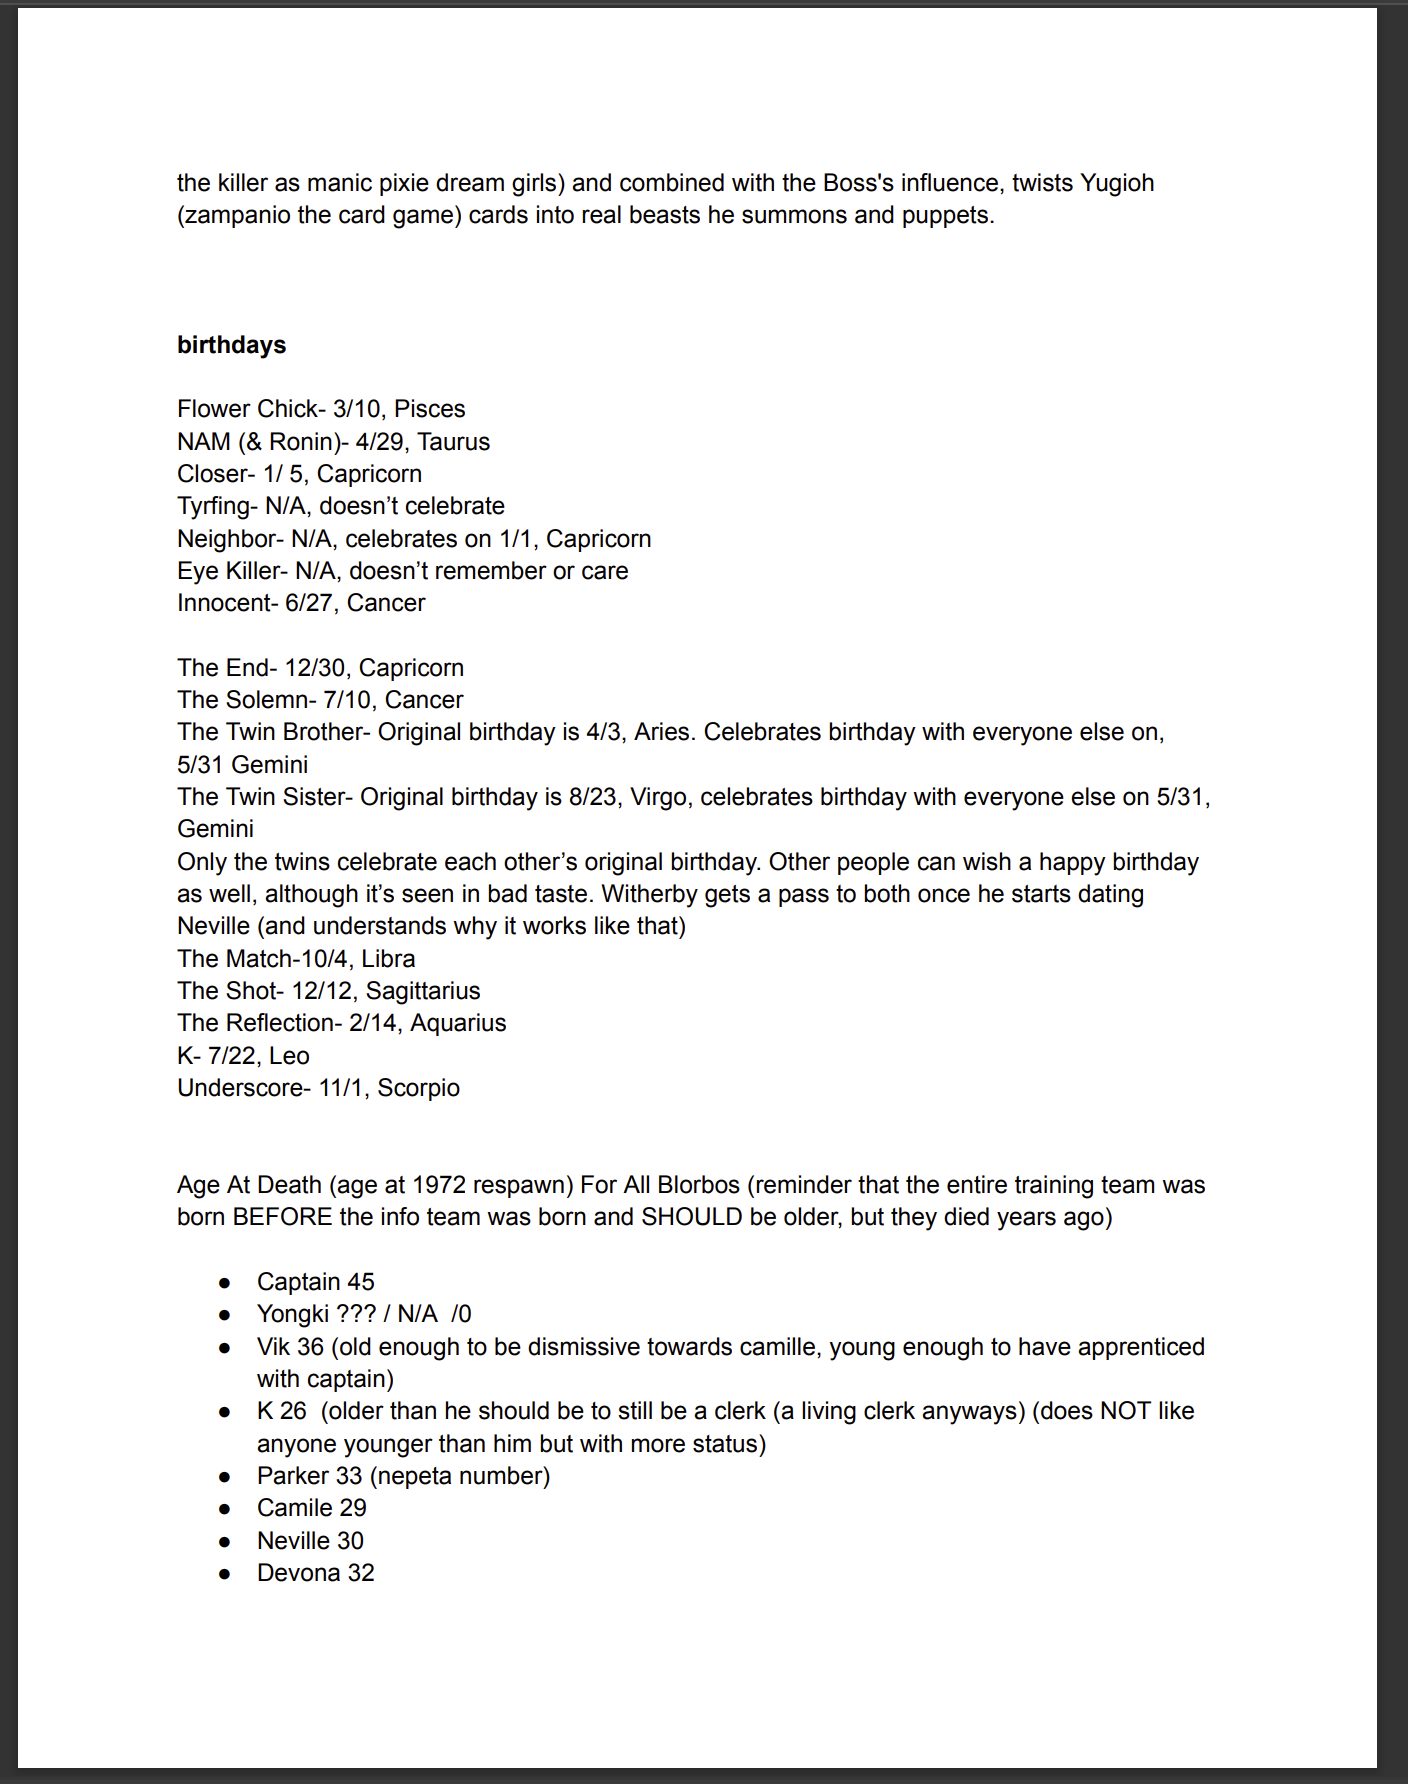 the killer as manic pixie dream girls) and combined with the Boss's influence, twists Yugioh
(zampanio the card game) cards into real beasts he summons and puppets.
birthdays
Flower Chick- 3/10, Pisces
NAM (& Ronin)- 4/29, Taurus
Closer- 1/ 5, Capricorn
Tyrfing- N/A, doesn’t celebrate
Neighbor- N/A, celebrates on 1/1, Capricorn
Eye Killer- N/A, doesn’t remember or care
Innocent- 6/27, Cancer
The End- 12/30, Capricorn
The Solemn- 7/10, Cancer
The Twin Brother- Original birthday is 4/3, Aries. Celebrates birthday with everyone else on,
5/31 Gemini
The Twin Sister- Original birthday is 8/23, Virgo, celebrates birthday with everyone else on 5/31,
Gemini
Only the twins celebrate each other’s original birthday. Other people can wish a happy birthday
as well, although it’s seen in bad taste. Witherby gets a pass to both once he starts dating
Neville (and understands why it works like that)
The Match-10/4, Libra
The Shot- 12/12, Sagittarius
The Reflection- 2/14, Aquarius
K- 7/22, Leo
Underscore- 11/1, Scorpio
Age At Death (age at 1972 respawn) For All Blorbos (reminder that the entire training team was
born BEFORE the info team was born and SHOULD be older, but they died years ago)
● Captain 45
● Yongki ??? / N/A  /0
● Vik 36 (old enough to be dismissive towards camille, young enough to have apprenticed
with captain)
● K 26  (older than he should be to still be a clerk (a living clerk anyways) (does NOT like
anyone younger than him but with more status)
● Parker 33 (nepeta number)
● Camile 29
● Neville 30
● Devona 32